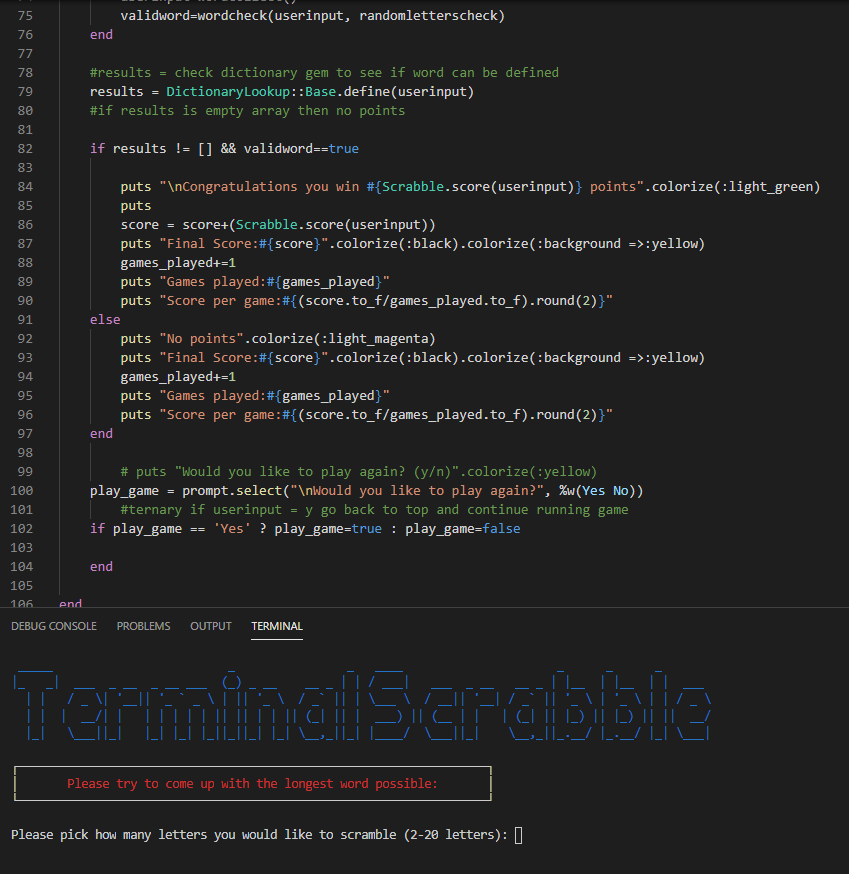 75 validword=wordcheck(userinput, randomletterscheck)
76 end
77
78 #results = check dictionary gem to see if word can be defined
79 results = DictionaryLookup::Base.define(userinput)
80 #if results is empty array then no points
81
82 if results != [] && validword==true
83
84 puts "\nCongratulations you win #{Scrabble.score(userinput)} points".colorize(:light_green)
85 puts
86 score = score+(Scrabble.score(userinput))
87 puts "Final Score:#{score}".colorize(:black).colorize(:background =>:yellow)
88 games_played+=1
89 puts "Games played:#{games_played}"
90 puts "Score per game:#{(score.to_f/games_played.to_f).round(2)}"
91 else
92 puts "No points".colorize(:light_magenta)
93 puts "Final Score:#{score}".colorize(:black).colorize(:background =>:yellow)
94 games_played+=1
95 puts "Games played:#{games_played}"
96 puts "Score per game:#{(score.to_f/games_played.to_f).round(2)}"
97 end
98
99 # puts "Would you like to play again? (y/n)".colorize(:yellow)
100 play_game = prompt.select("\nWould you like to play again?", %w(Yes No))
101 #ternary if userinput = y go back to top and continue running game
102 if play_game == 'Yes' ? play_game=true : play_game=false
103
104 end
105
106 end
DEBUG CONSOLE PROBLEMS OUTPUT TERMINAL
Terminal Scrabble
Please try to come up with the longest word possible:
Please pick how many letters you would like to scramble (2-20 letters):